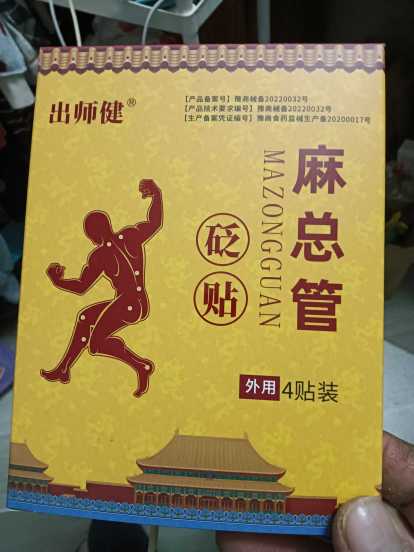 出师健®
【产品备案号】豫商械备20220032号
【产品技术要求编号】豫商械备20220032号
【生产备案凭证编号】豫商食药监械生产备20200017号
麻总管
MAZONGGUAN
砭贴
外用 4贴装